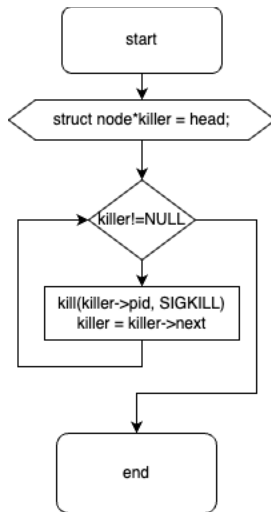 start
struct node*killer = head;
killer!=NULL
kill(killer->pid, SIGKILL)
killer = killer->next
end